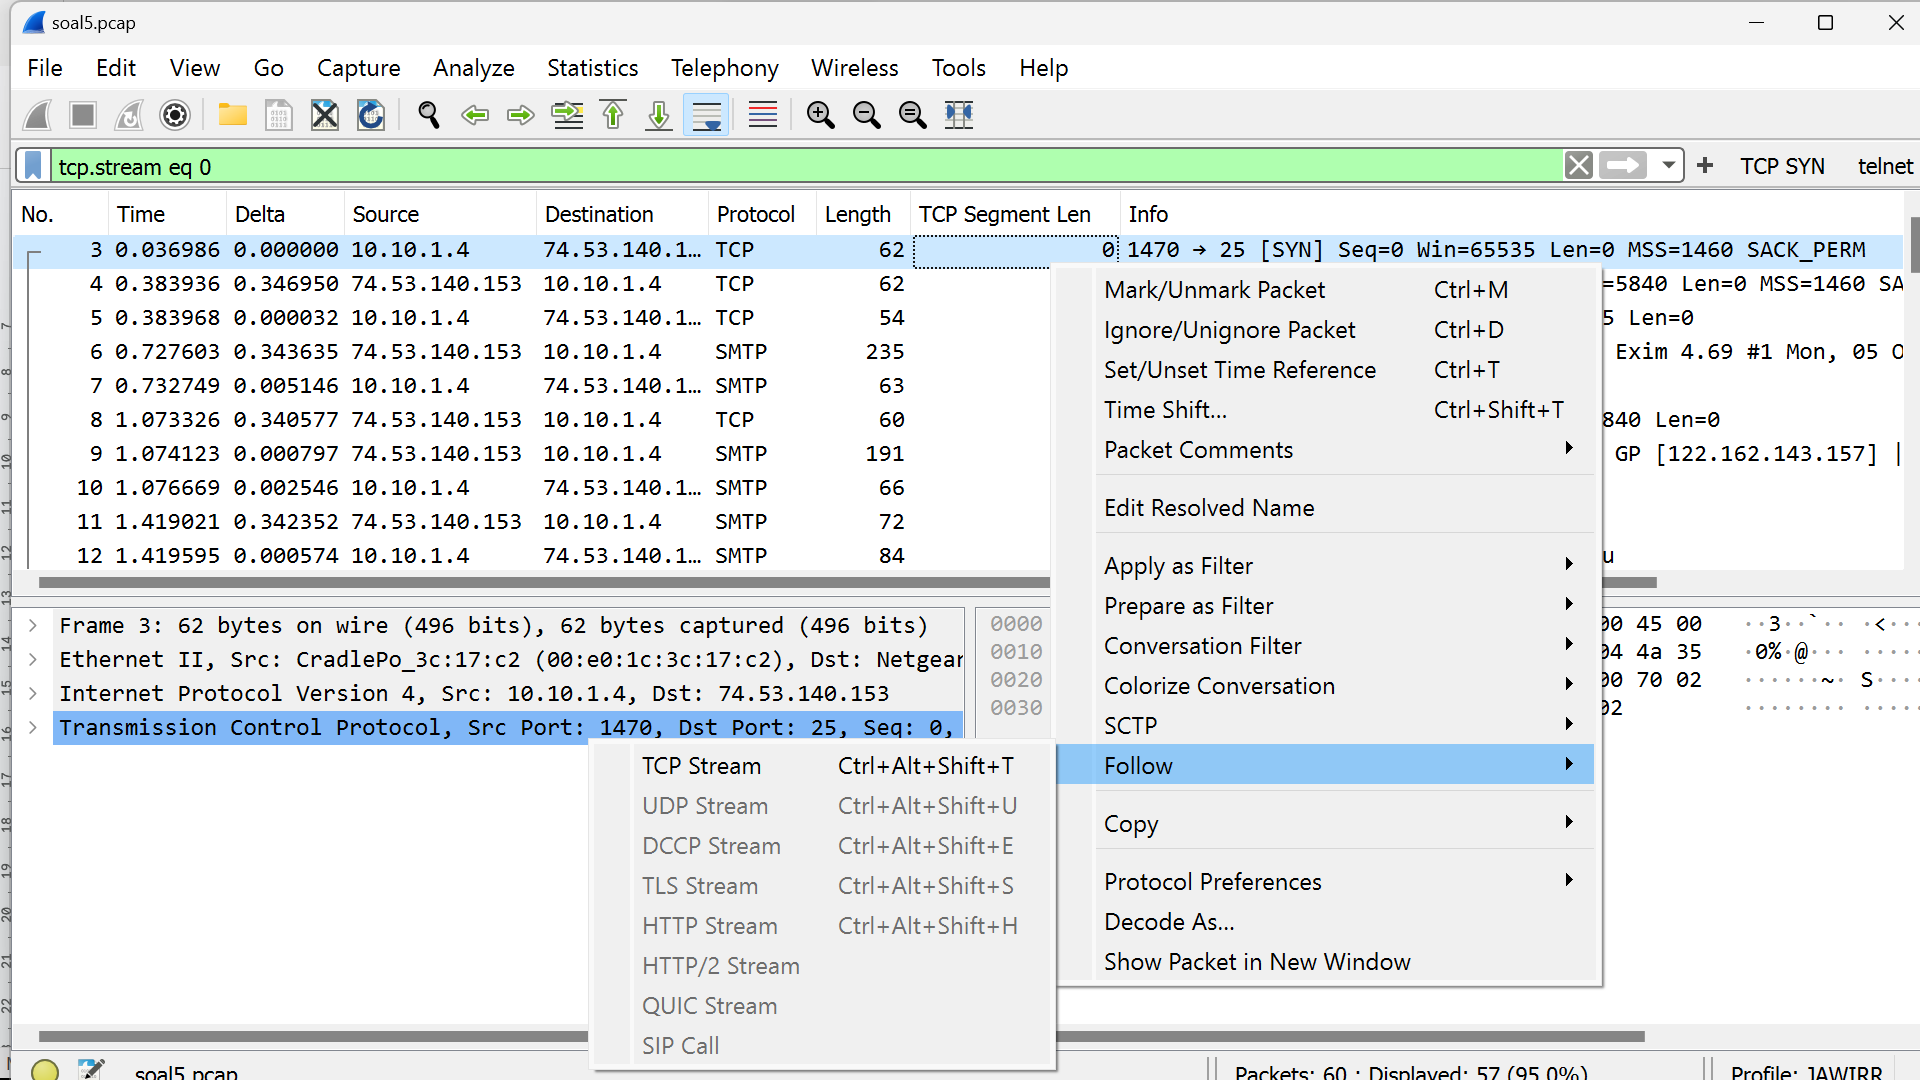 soal5.pcap
File Edit View Go Capture Analyze Statistics Telephony Wireless Tools Help
tcp.stream eq 0
TCP SYN telnet
No. Time Delta Source Destination Protocol Length TCP Segment Len Info
3 0.036986 0.000000 10.10.1.4 74.53.140.1… TCP 62 0 1470 → 25 [SYN] Seq=0 Win=65535 Len=0 MSS=1460 SACK_PERM
4 0.383936 0.346950 74.53.140.153 10.10.1.4 TCP 62 =5840 Len=0 MSS=1460 SA
5 0.383968 0.000032 10.10.1.4 74.53.140.1… TCP 54 5 Len=0
6 0.727603 0.343635 74.53.140.153 10.10.1.4 SMTP 235 Exim 4.69 #1 Mon, 05 O
7 0.732749 0.005146 10.10.1.4 74.53.140.1… SMTP 63
8 1.073326 0.340577 74.53.140.153 10.10.1.4 TCP 60 840 Len=0
9 1.074123 0.000797 74.53.140.153 10.10.1.4 SMTP 191 GP [122.162.143.157] |
10 1.076669 0.002546 10.10.1.4 74.53.140.1… SMTP 66
11 1.419021 0.342352 74.53.140.153 10.10.1.4 SMTP 72
12 1.419595 0.000574 10.10.1.4 74.53.140.1… SMTP 84 u
Mark/Unmark Packet Ctrl+M
Ignore/Unignore Packet Ctrl+D
Set/Unset Time Reference Ctrl+T
Time Shift... Ctrl+Shift+T
Packet Comments
Edit Resolved Name
Apply as Filter
Prepare as Filter
Conversation Filter
Colorize Conversation
SCTP
Follow
Copy
Protocol Preferences
Decode As...
Show Packet in New Window
Frame 3: 62 bytes on wire (496 bits), 62 bytes captured (496 bits)
Ethernet II, Src: CradlePo_3c:17:c2 (00:e0:1c:3c:17:c2), Dst: Netgear
Internet Protocol Version 4, Src: 10.10.1.4, Dst: 74.53.140.153
Transmission Control Protocol, Src Port: 1470, Dst Port: 25, Seq: 0,
0000 00 45 00 ··3··`·· ·<···
0010 04 4a 35 ·0%·@··· ·····
0020 00 70 02 ······~· S····
0030 02 ········ ·····
TCP Stream Ctrl+Alt+Shift+T
UDP Stream Ctrl+Alt+Shift+U
DCCP Stream Ctrl+Alt+Shift+E
TLS Stream Ctrl+Alt+Shift+S
HTTP Stream Ctrl+Alt+Shift+H
HTTP/2 Stream
QUIC Stream
SIP Call
soal5.pcap
Packets: 60 · Displayed: 57 (95.0%)
Profile: JAWIRR